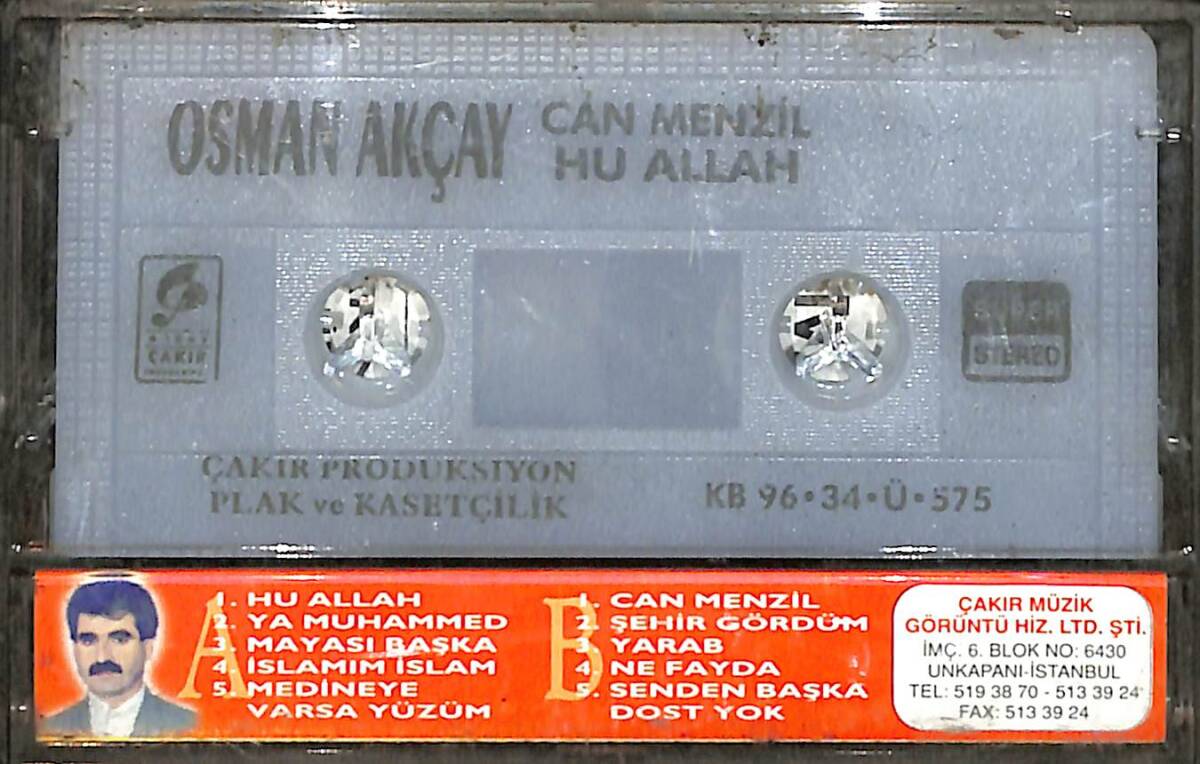 OSMAN AKÇAY
CAN MENZİL
HU ALLAH
ÇAKIR
SÜPER
STEREO
ÇAKIR PRODUKSİYON
PLAK ve KASETÇİLİK
KB 96•34•Ü•575
A
1. HU ALLAH
2. YA MUHAMMED
3. MAYASI BAŞKA
4. İSLAMIM İSLAM
5. MEDİNEYE
VARSA YÜZÜM
B
1. CAN MENZİL
2. ŞEHİR GÖRDÜM
3. YARAB
4. NE FAYDA
5. SENDEN BAŞKA
DOST YOK
ÇAKIR MÜZİK
GÖRÜNTÜ HİZ. LTD. ŞTİ.
İMÇ. 6. BLOK NO: 6430
UNKAPANI-İSTANBUL
TEL: 519 38 70 - 513 39 24
FAX: 513 39 24